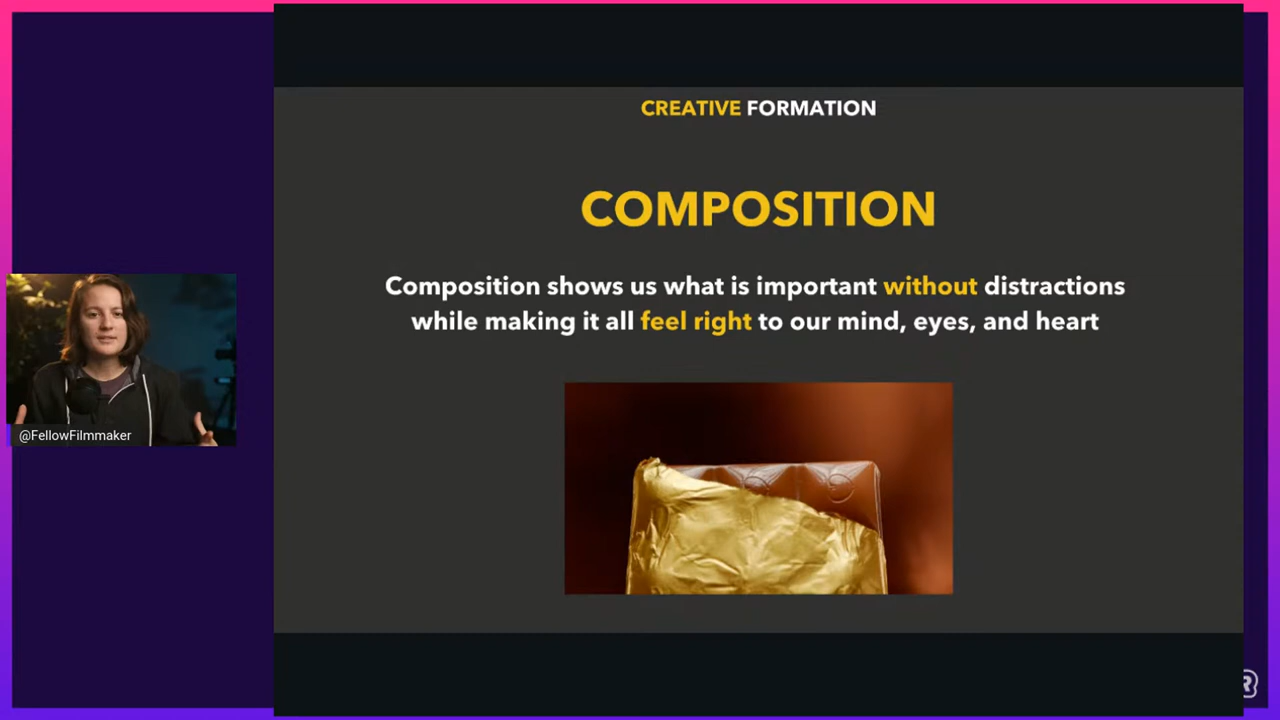 CREATIVE FORMATION
COMPOSITION
Composition shows us what is important without distractions
while making it all feel right to our mind, eyes, and heart
@FellowFilmmaker
R